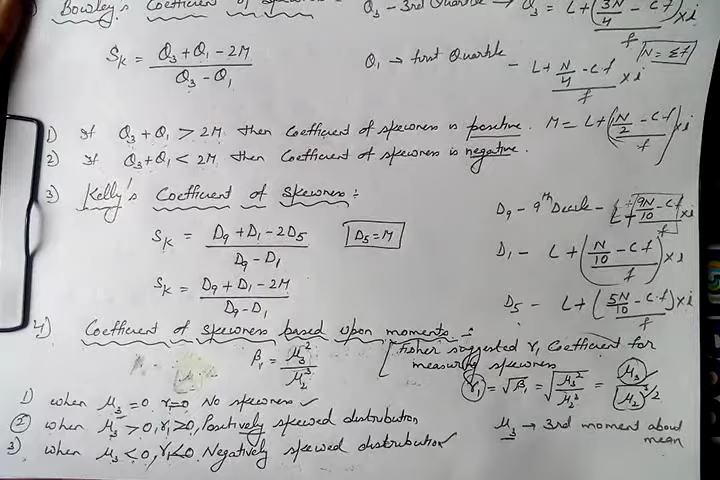 Bowley's Coefficient of Skewness : Q₃ - 3rd Quartile → Q₃ = L+(3N/4 - Cf)/f ×i
Sk = (Q₃ + Q₁ - 2M)/(Q₃ - Q₁)
Q₁ → first Quartile - L+(N/4 - Cf)/f ×i
N = Σf
1) If Q₃ + Q₁ > 2M then Coefficient of skewness is positive. M = L+(N/2 - Cf)/f ×i
2) If Q₃+Q₁ < 2M then Coefficient of skewness is negative.
3) Kelly's Coefficient of Skewness :
D₉ - 9th Decile - L+(9N/10 - Cf)/f ×i
Sk = (D₉ + D₁ - 2D₅)/(D₉ - D₁) D₅ = M
D₁ - L+(N/10 - Cf)/f ×i
Sk = (D₉ + D₁ - 2M)/(D₉ - D₁)
D₅ - L+(5N/10 - C.f)/f ×i
4) Coefficient of skewness based upon moments :
β₁ = μ₃²/μ₂³
fisher suggested γ₁ Coefficient for
measuring skewness
γ₁ = √β₁ = √(μ₃²/μ₂³) = μ₃/(μ₂)^3/2
1) when μ₃ = 0 γ₁=0 No skewness ✓
2) when μ₃ > 0, γ₁>0, Positively skewed distribution
μ₃ → 3rd moment about
mean
3) when μ₃ < 0, γ₁<0. Negatively skewed distribution ✓